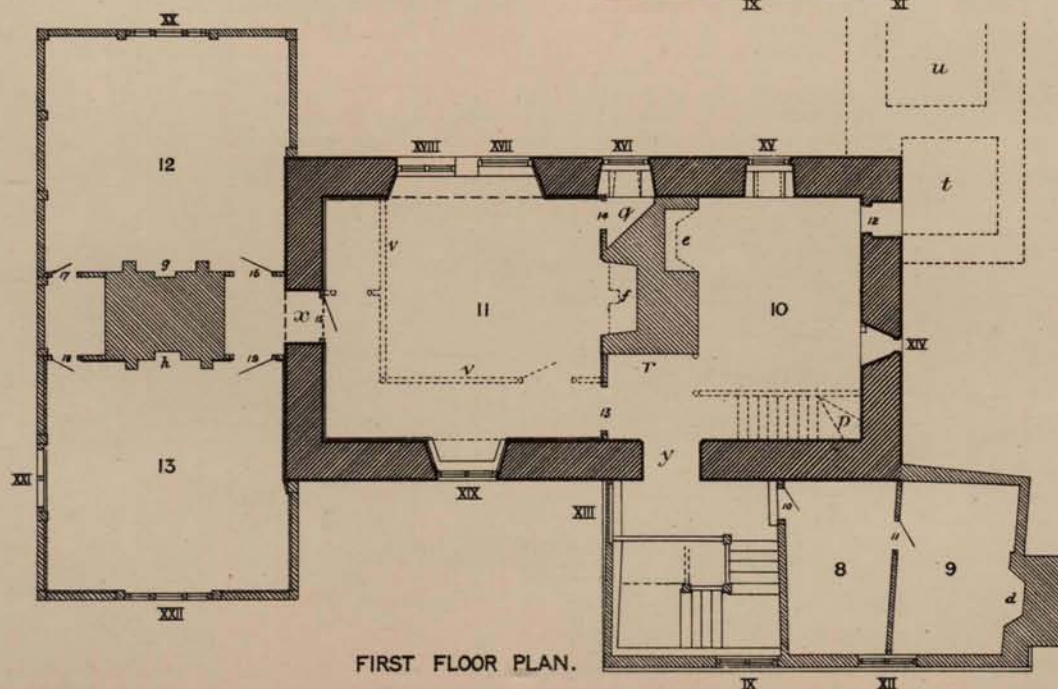 IX XI
XX
u
XVIII XVII XVI XV
12
t
14 q 12
v e
17 g 16
x 15 11 f 10
XIV
18 h 19
v r
13 p
13
XXI
XIX y
XIII 10
11
8 9
d
XXII
FIRST FLOOR PLAN.
IX XII